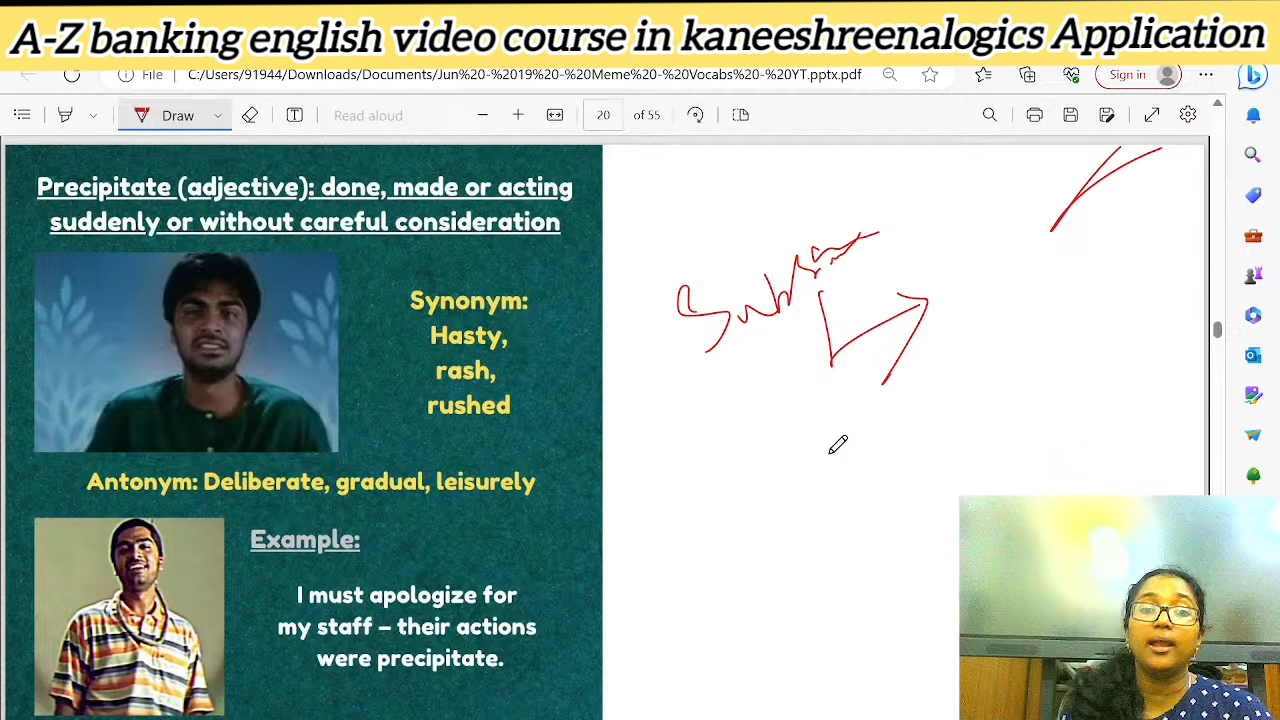 A-Z banking english video course in kaneeshreenalogics Application
File C:/Users/91944/Downloads/Documents/Jun%20-%2019%20-%20Meme%20-%20Vocabs%20-%20YT.pptx.pdf Sign in
Draw Read aloud 20 of 55
Precipitate (adjective): done, made or acting
suddenly or without careful consideration
Synonym:
Hasty,
rash,
rushed
Antonym: Deliberate, gradual, leisurely
Example:
I must apologize for
my staff – their actions
were precipitate.